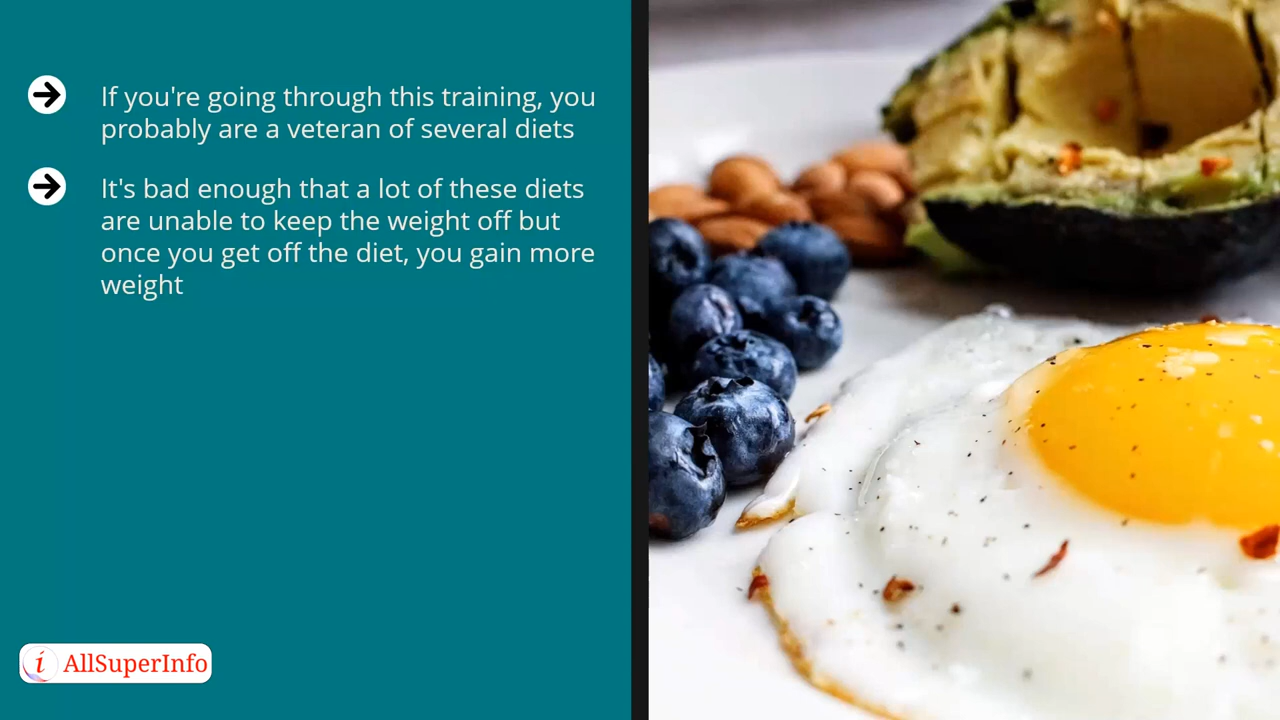 If you're going through this training, you
probably are a veteran of several diets
It's bad enough that a lot of these diets
are unable to keep the weight off but
once you get off the diet, you gain more
weight
i AllSuperInfo